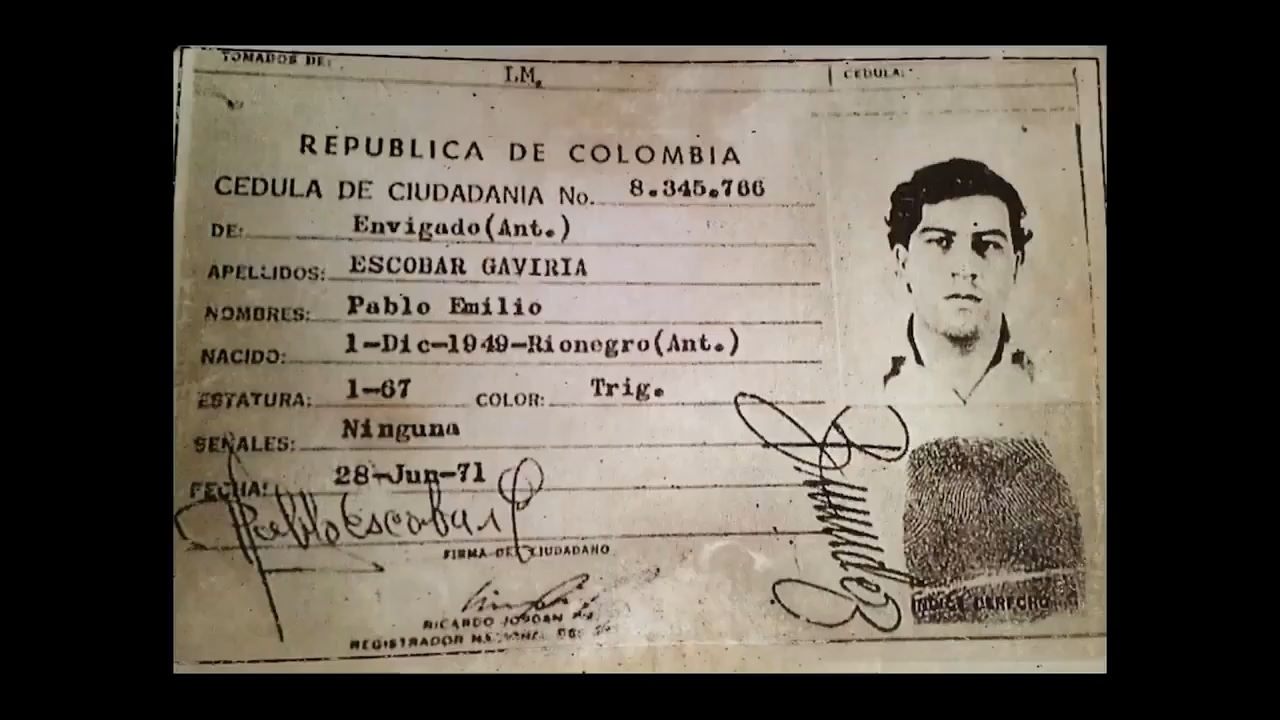 TOMADOS DE:
I.M.
CEDULA:
REPUBLICA DE COLOMBIA
CEDULA DE CIUDADANIA No. 8.345.766
DE: Envigado(Ant.)
APELLIDOS: ESCOBAR GAVIRIA
NOMBRES: Pablo Emilio
NACIDO: 1-Dic-1949-Rionegro(Ant.)
ESTATURA: 1-67 COLOR: Trig.
SEÑALES: Ninguna
FECHA: 28-Jun-71
Pablo Escobar G
FIRMA DEL CIUDADANO
RICARDO JORDAN
REGISTRADOR
INDICE DERECHO